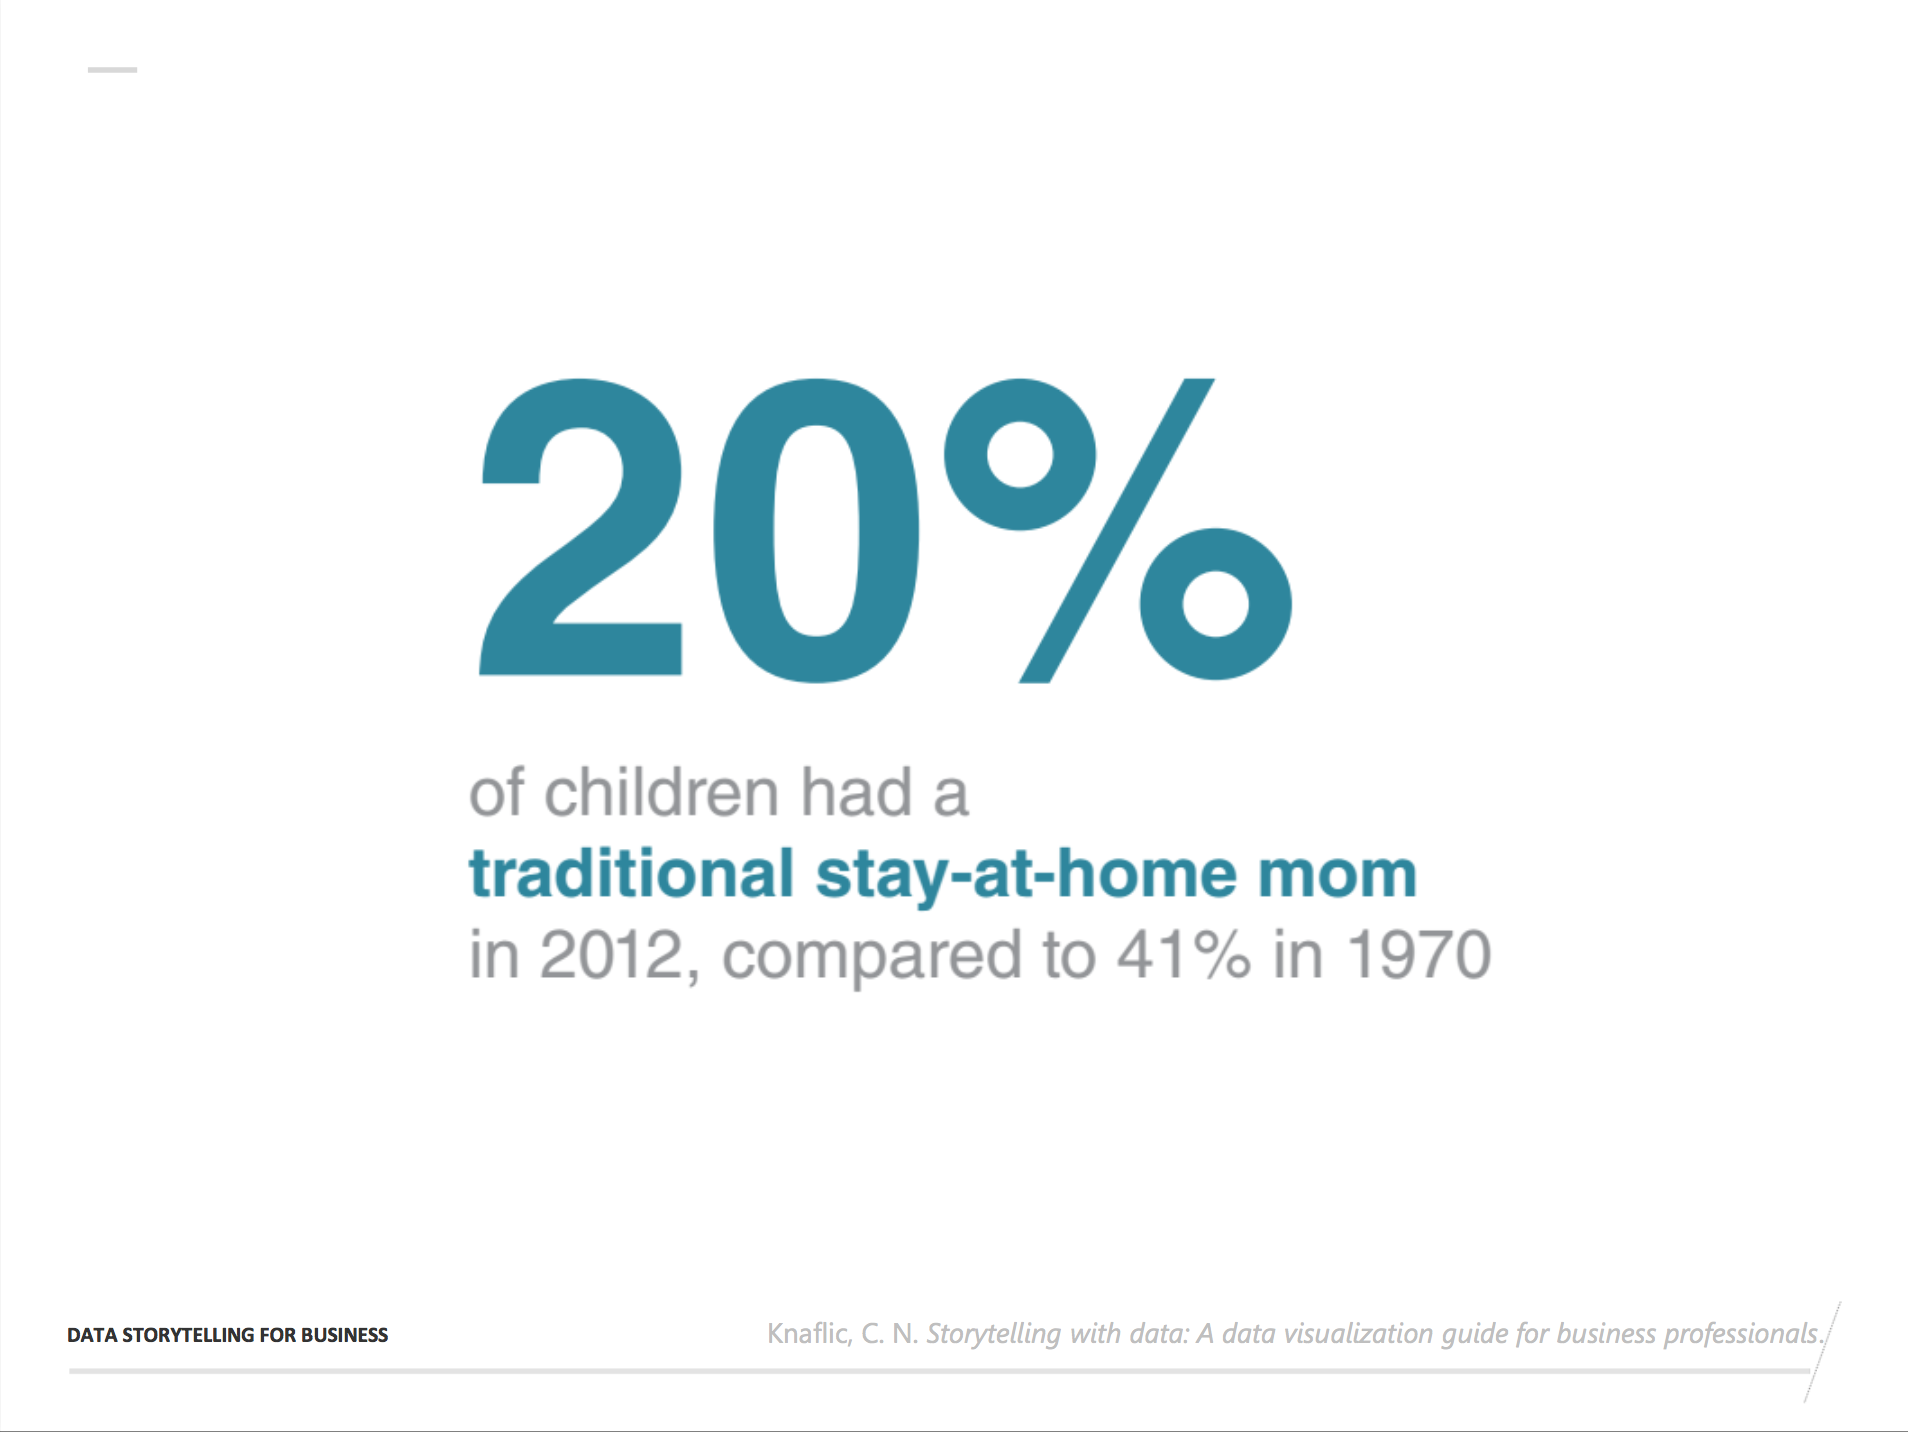 20%
of children had a
traditional stay-at-home mom
in 2012, compared to 41% in 1970
DATA STORYTELLING FOR BUSINESS
Knaflic, C. N. Storytelling with data: A data visualization guide for business professionals.